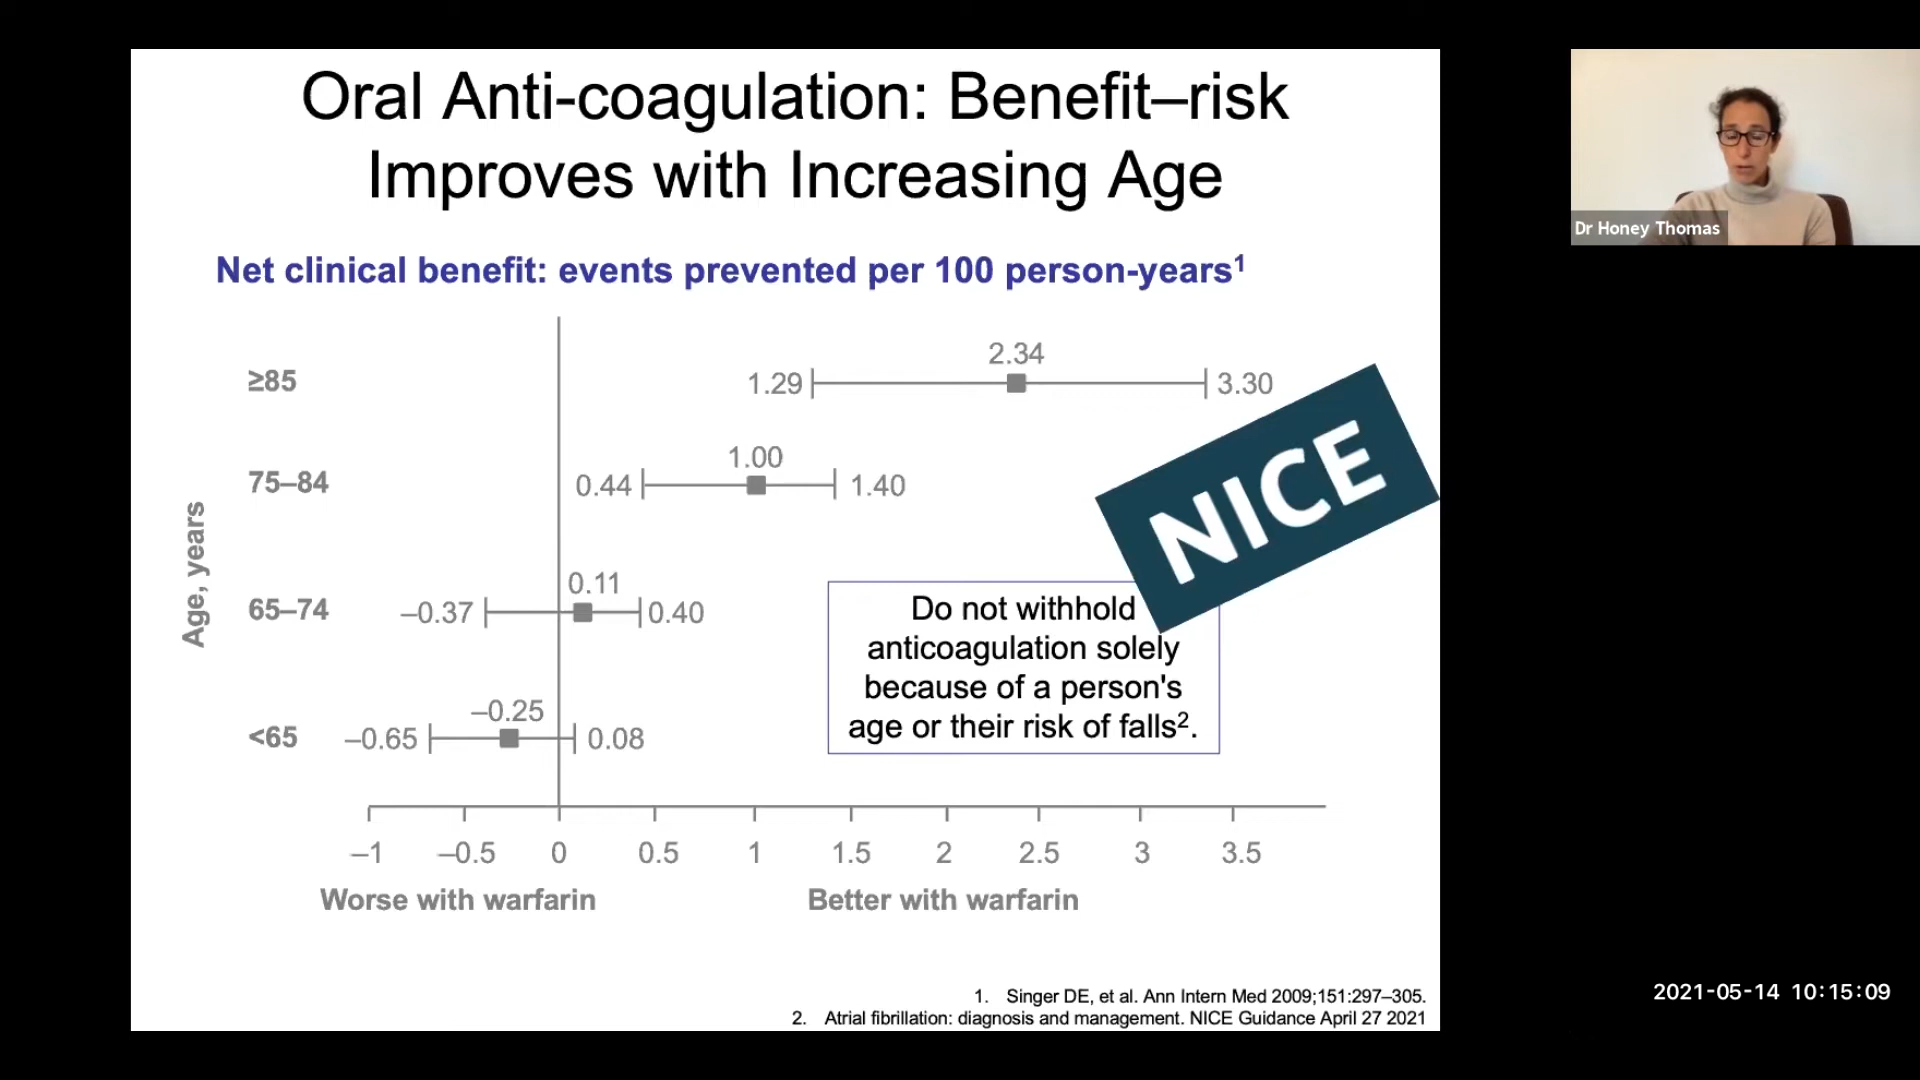 Oral Anti-coagulation: Benefit–risk
Improves with Increasing Age
Net clinical benefit: events prevented per 100 person-years¹
Dr Honey Thomas
Age, years
≥85
1.29
2.34
3.30
75–84
0.44
1.00
1.40
65–74
–0.37
0.11
0.40
<65
–0.65
–0.25
0.08
NICE
Do not withhold
anticoagulation solely
because of a person's
age or their risk of falls².
–1 –0.5 0 0.5 1 1.5 2 2.5 3 3.5
Worse with warfarin
Better with warfarin
1. Singer DE, et al. Ann Intern Med 2009;151:297–305.
2. Atrial fibrillation: diagnosis and management. NICE Guidance April 27 2021
2021-05-14 10:15:09